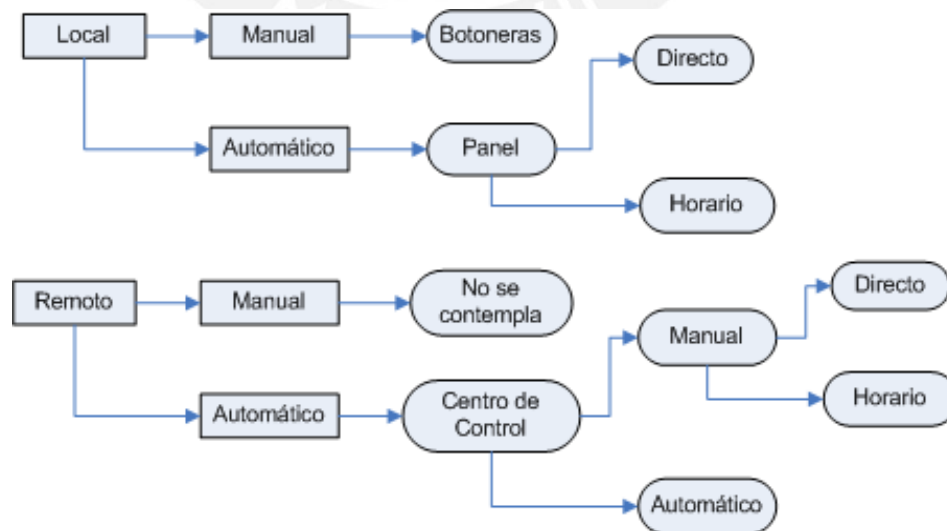 Local
Manual
Botoneras
Directo
Automático
Panel
Horario
Remoto
Manual
No se
contempla
Directo
Manual
Automático
Centro de
Control
Horario
Automático